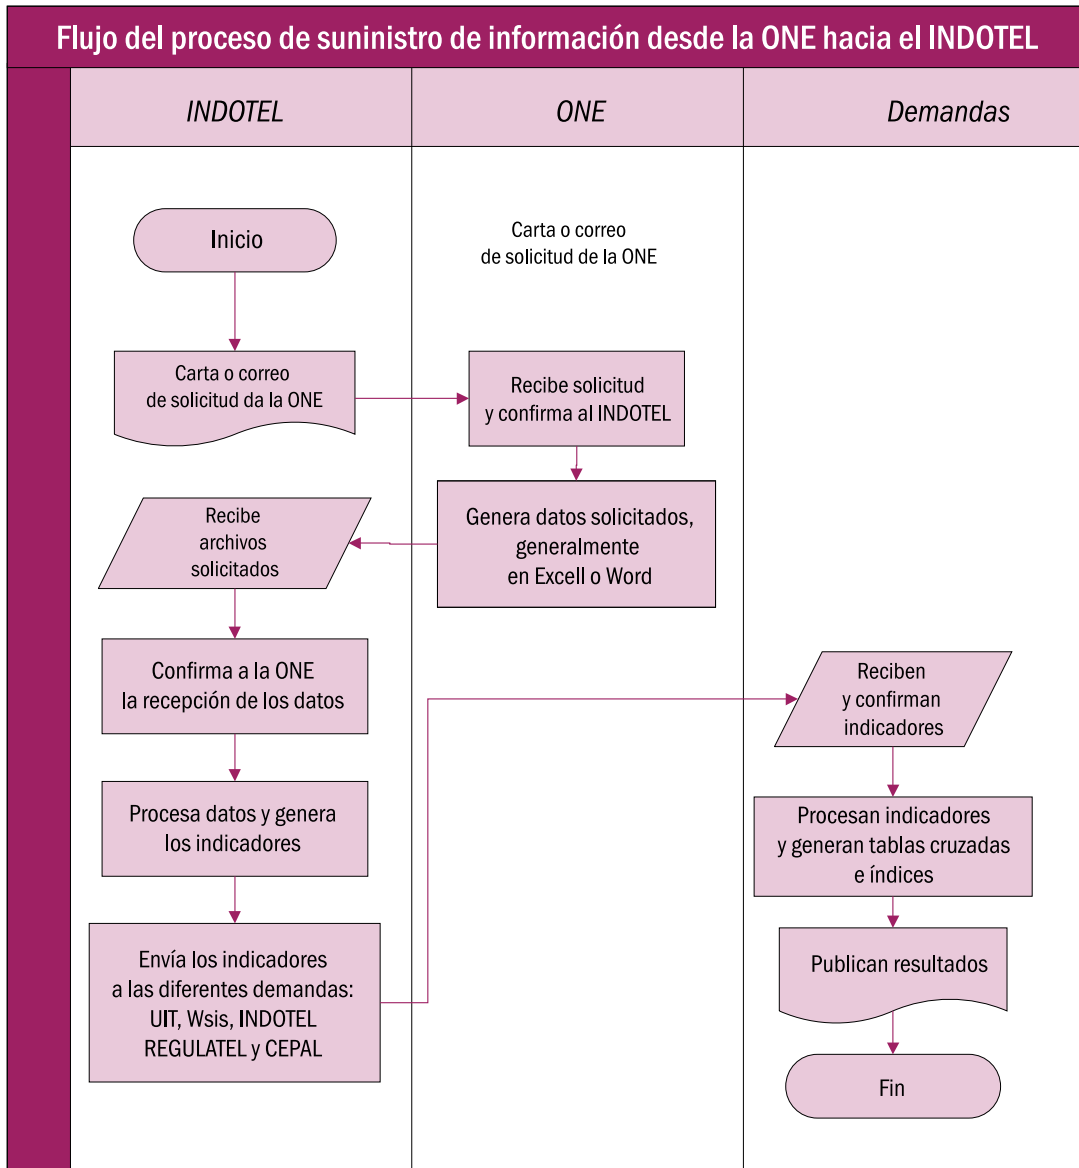 Flujo del proceso de suninistro de información desde la ONE hacia el INDOTEL
INDOTEL
ONE
Demandas
Inicio
Carta o correo
de solicitud de la ONE
Carta o correo
de solicitud da la ONE
Recibe solicitud
y confirma al INDOTEL
Genera datos solicitados,
generalmente
en Excell o Word
Recibe
archivos
solicitados
Confirma a la ONE
la recepción de los datos
Procesa datos y genera
los indicadores
Envía los indicadores
a las diferentes demandas:
UIT, Wsis, INDOTEL
REGULATEL y CEPAL
Reciben
y confirman
indicadores
Procesan indicadores
y generan tablas cruzadas
e índices
Publican resultados
Fin